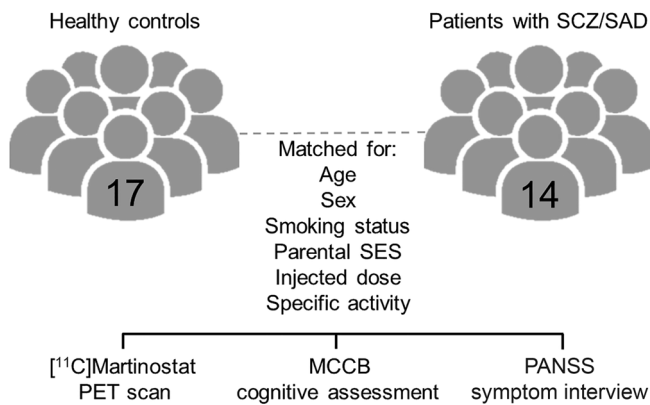 Healthy controls
Patients with SCZ/SAD
17
14
Matched for:
Age
Sex
Smoking status
Parental SES
Injected dose
Specific activity
[¹¹C]Martinostat
PET scan
MCCB
cognitive assessment
PANSS
symptom interview